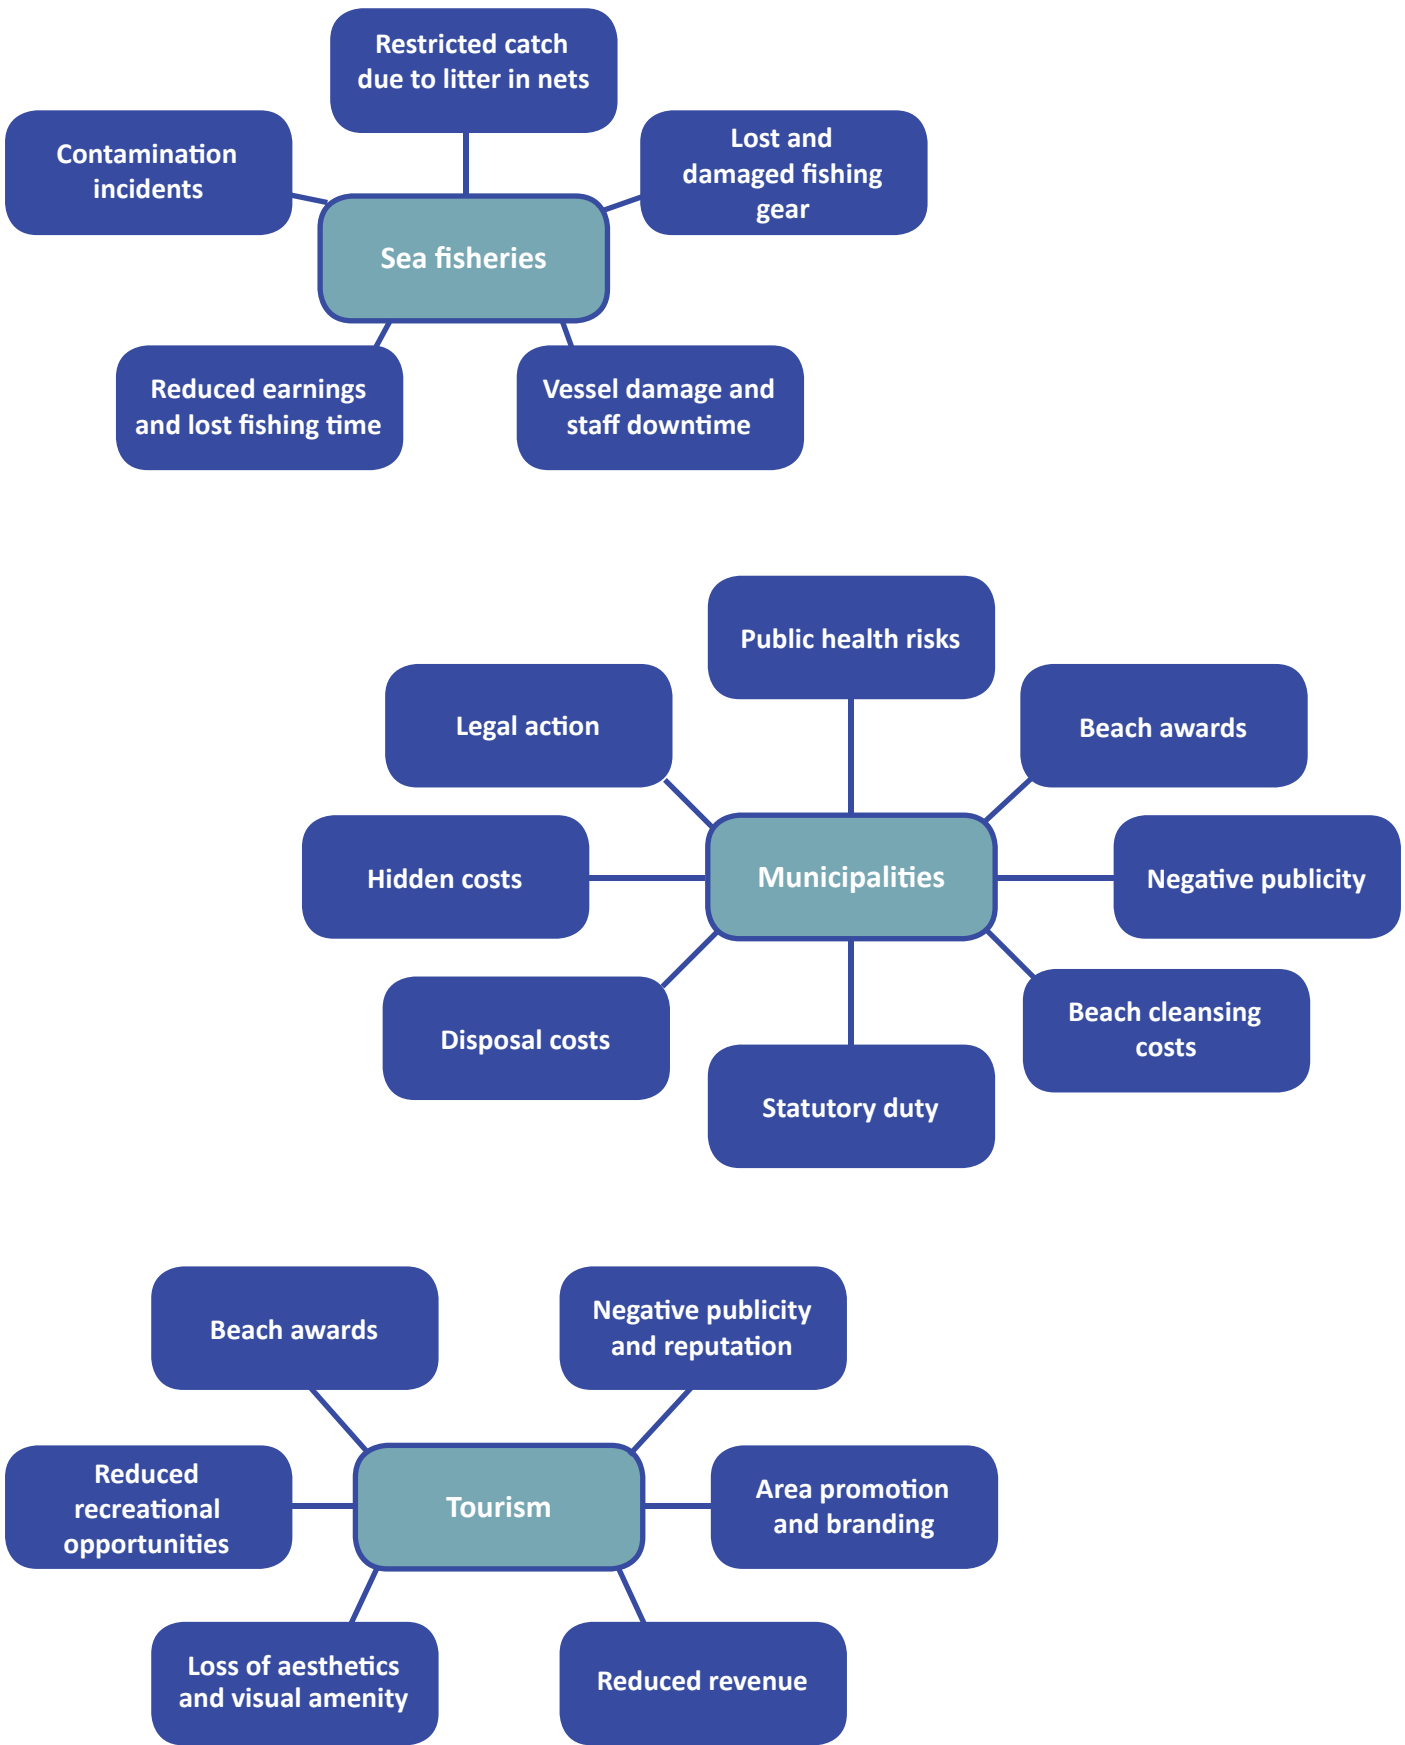 Restricted catch
due to litter in nets
Contamination
incidents
Lost and
damaged fishing
gear
Sea fisheries
Reduced earnings
and lost fishing time
Vessel damage and
staff downtime
Public health risks
Legal action
Beach awards
Hidden costs
Municipalities
Negative publicity
Disposal costs
Beach cleansing
costs
Statutory duty
Beach awards
Negative publicity
and reputation
Reduced
recreational
opportunities
Tourism
Area promotion
and branding
Loss of aesthetics
and visual amenity
Reduced revenue